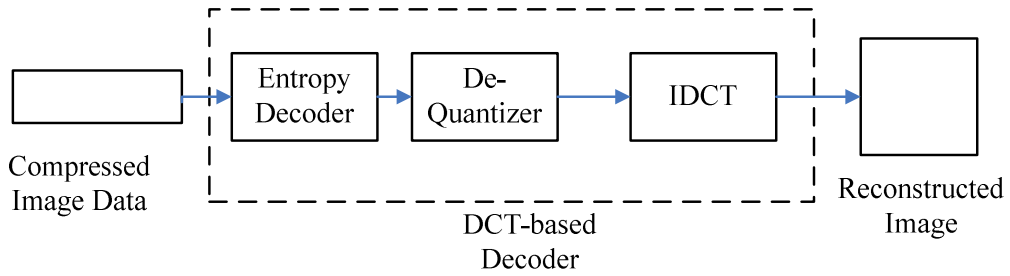 Entropy
Decoder
De-
Quantizer
IDCT
Compressed
Image Data
Reconstructed
Image
DCT-based
Decoder